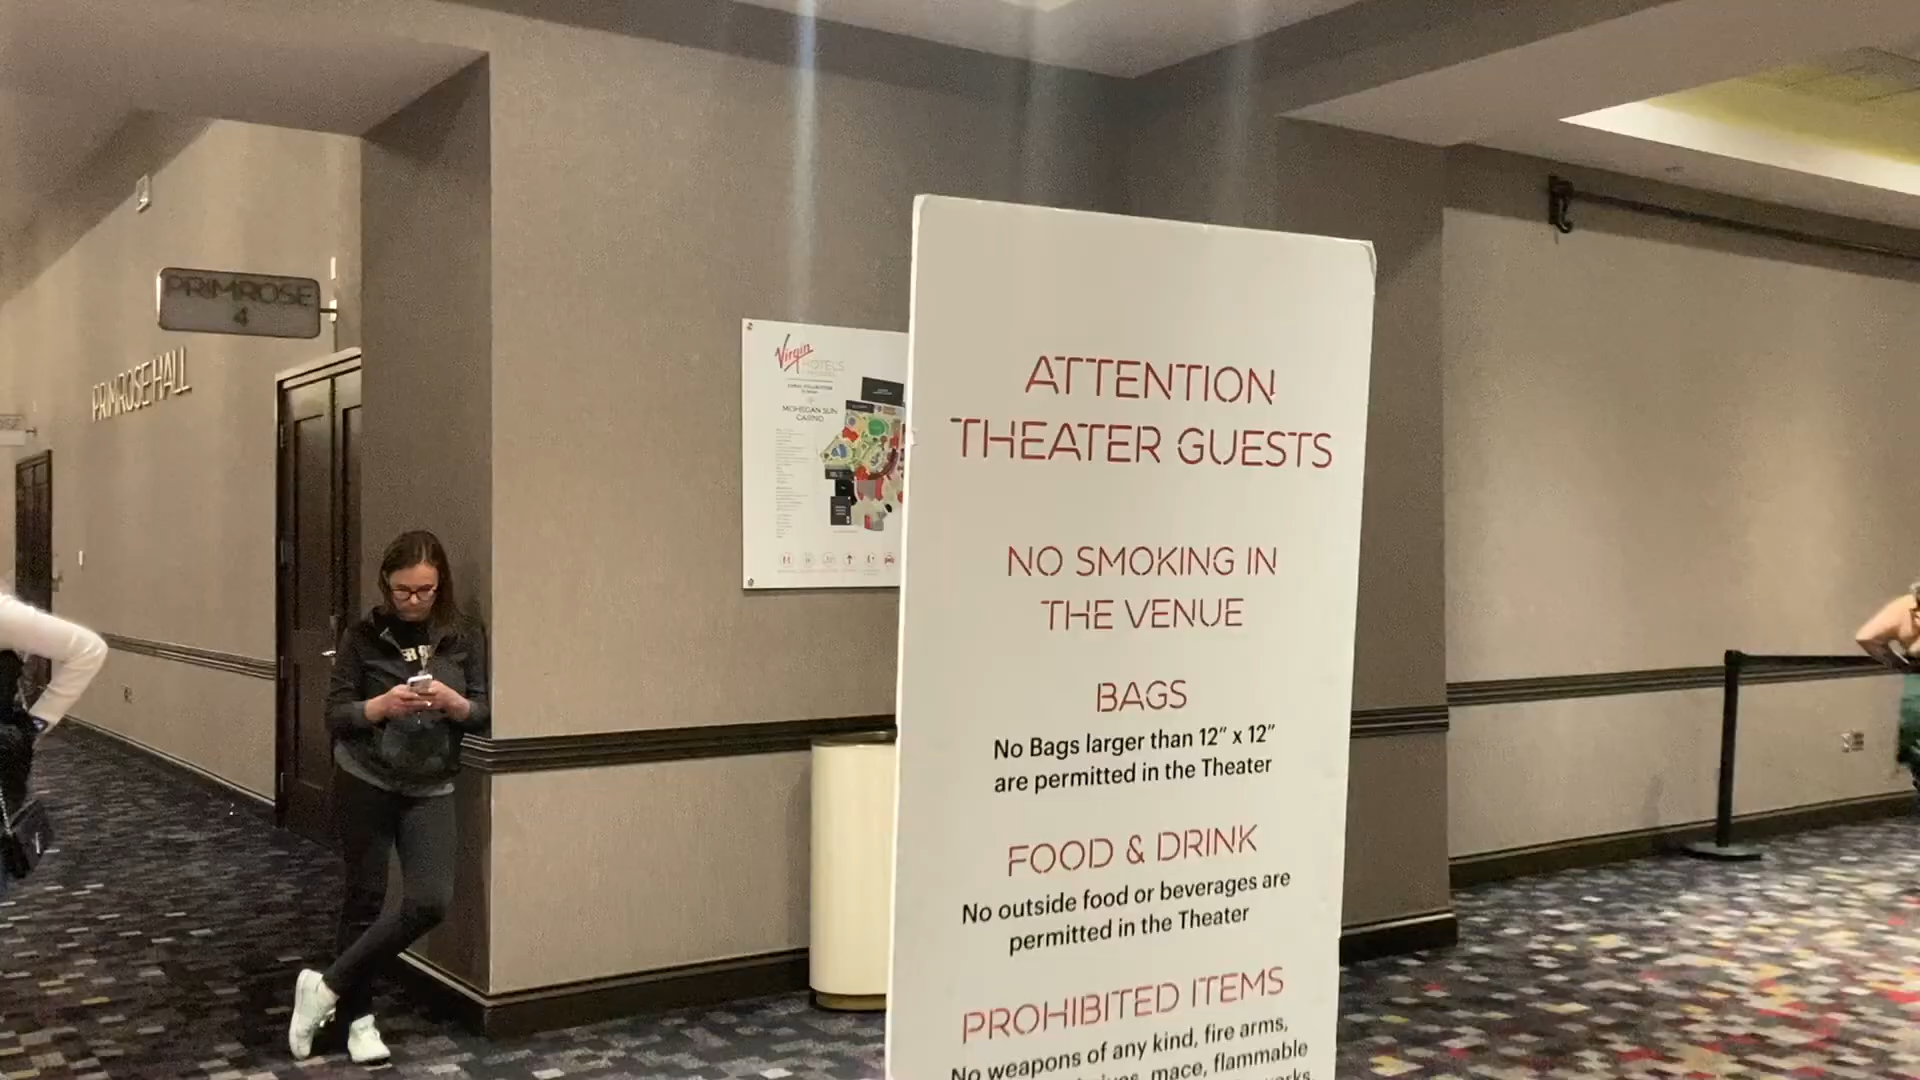 PRIMROSE
4
PRIMROSE HALL
Virgin
HOTELS
MOHEGAN SUN
CASINO
ATTENTION
THEATER GUESTS
NO SMOKING IN
THE VENUE
BAGS
No Bags larger than 12" x 12"
are permitted in the Theater
FOOD & DRINK
No outside food or beverages are
permitted in the Theater
PROHIBITED ITEMS
No weapons of any kind, fire arms,
mace, flammable